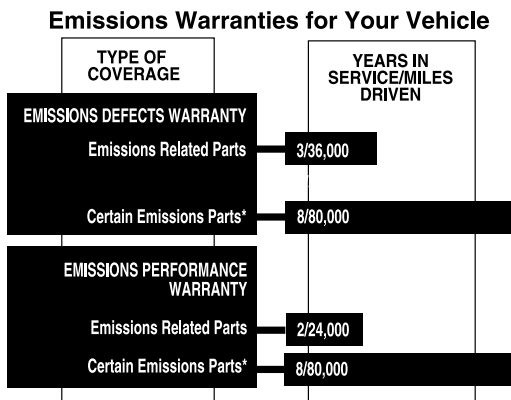 Emissions Warranties for Your Vehicle
TYPE OF
COVERAGE
YEARS IN
SERVICE/MILES
DRIVEN
EMISSIONS DEFECTS WARRANTY
Emissions Related Parts
3/36,000
Certain Emissions Parts*
8/80,000
EMISSIONS PERFORMANCE
WARRANTY
Emissions Related Parts
2/24,000
Certain Emissions Parts*
8/80,000